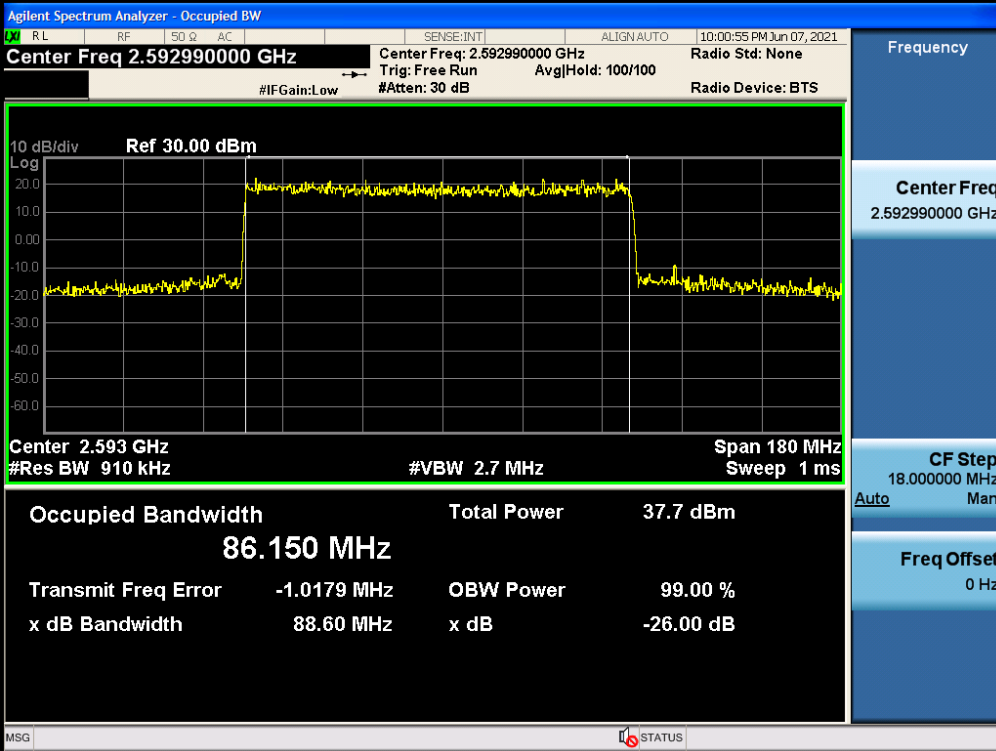 Agilent Spectrum Analyzer - Occupied BW
LXI RL RF 50 Ω AC SENSE:INT ALIGN AUTO 10:00:55 PM Jun 07, 2021
Center Freq 2.592990000 GHz
Center Freq: 2.592990000 GHz Radio Std: None
Trig: Free Run Avg|Hold: 100/100
#IFGain:Low #Atten: 30 dB Radio Device: BTS
10 dB/div Ref 30.00 dBm
Log
20.0
10.0
0.00
-10.0
-20.0
-30.0
-40.0
-50.0
-60.0
Center 2.593 GHz Span 180 MHz
#Res BW 910 kHz #VBW 2.7 MHz Sweep 1 ms
Occupied Bandwidth Total Power 37.7 dBm
86.150 MHz
Transmit Freq Error -1.0179 MHz OBW Power 99.00 %
x dB Bandwidth 88.60 MHz x dB -26.00 dB
MSG STATUS
Frequency
Center Freq
2.592990000 GHz
CF Step
18.000000 MHz
Auto Man
Freq Offset
0 Hz